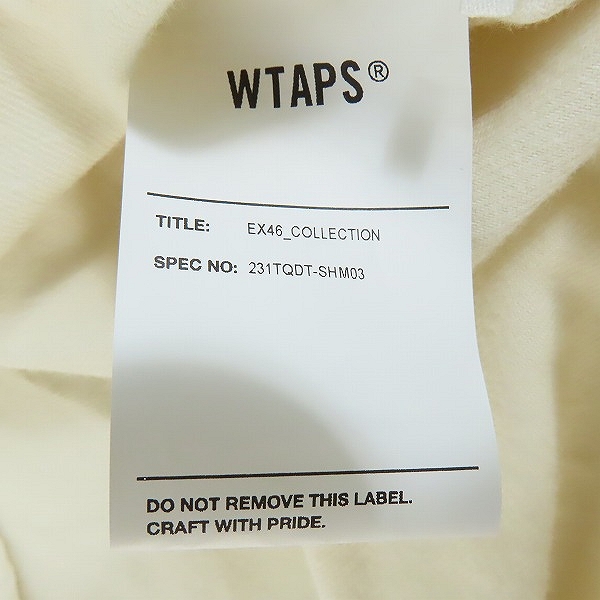 WTAPS®
TITLE: EX46_COLLECTION
SPEC NO: 231TQDT-SHM03
DO NOT REMOVE THIS LABEL.
CRAFT WITH PRIDE.